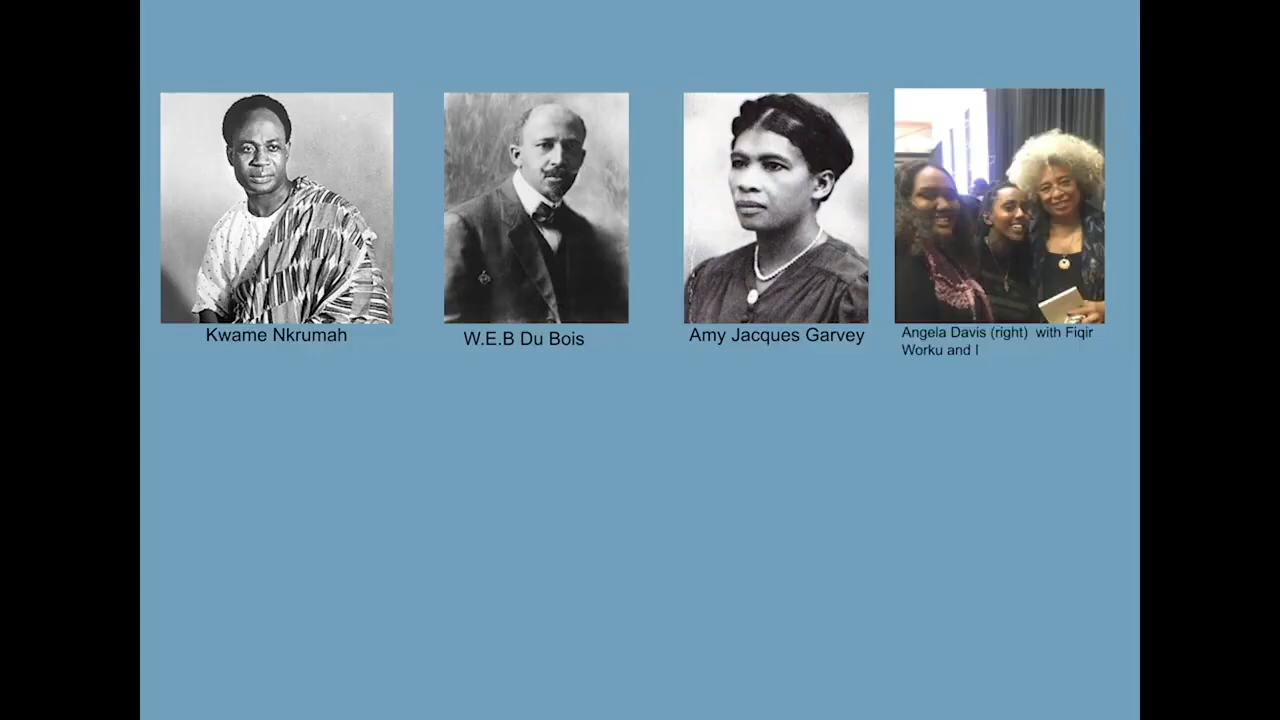 Kwame Nkrumah
W.E.B Du Bois
Amy Jacques Garvey
Angela Davis (right)  with Fiqir
Worku and I